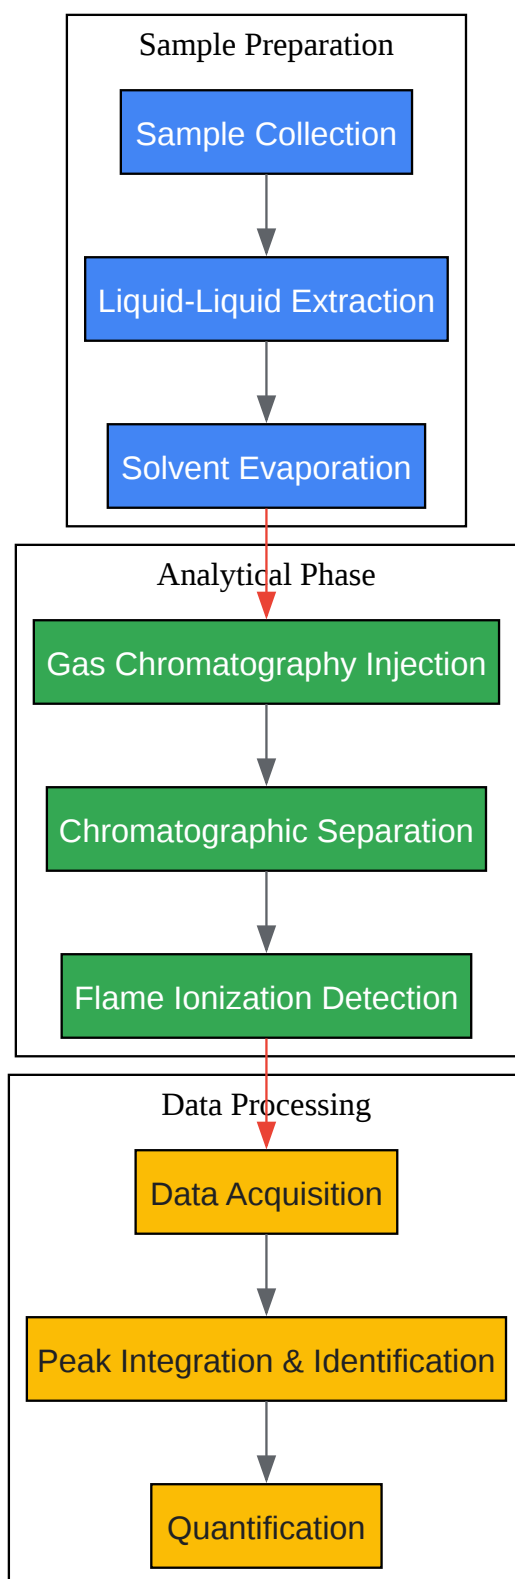 Sample Preparation
Sample Collection
Liquid-Liquid Extraction
Solvent Evaporation
Analytical Phase
Gas Chromatography Injection
Chromatographic Separation
Flame Ionization Detection
Data Processing
Data Acquisition
Peak Integration & Identification
Quantification